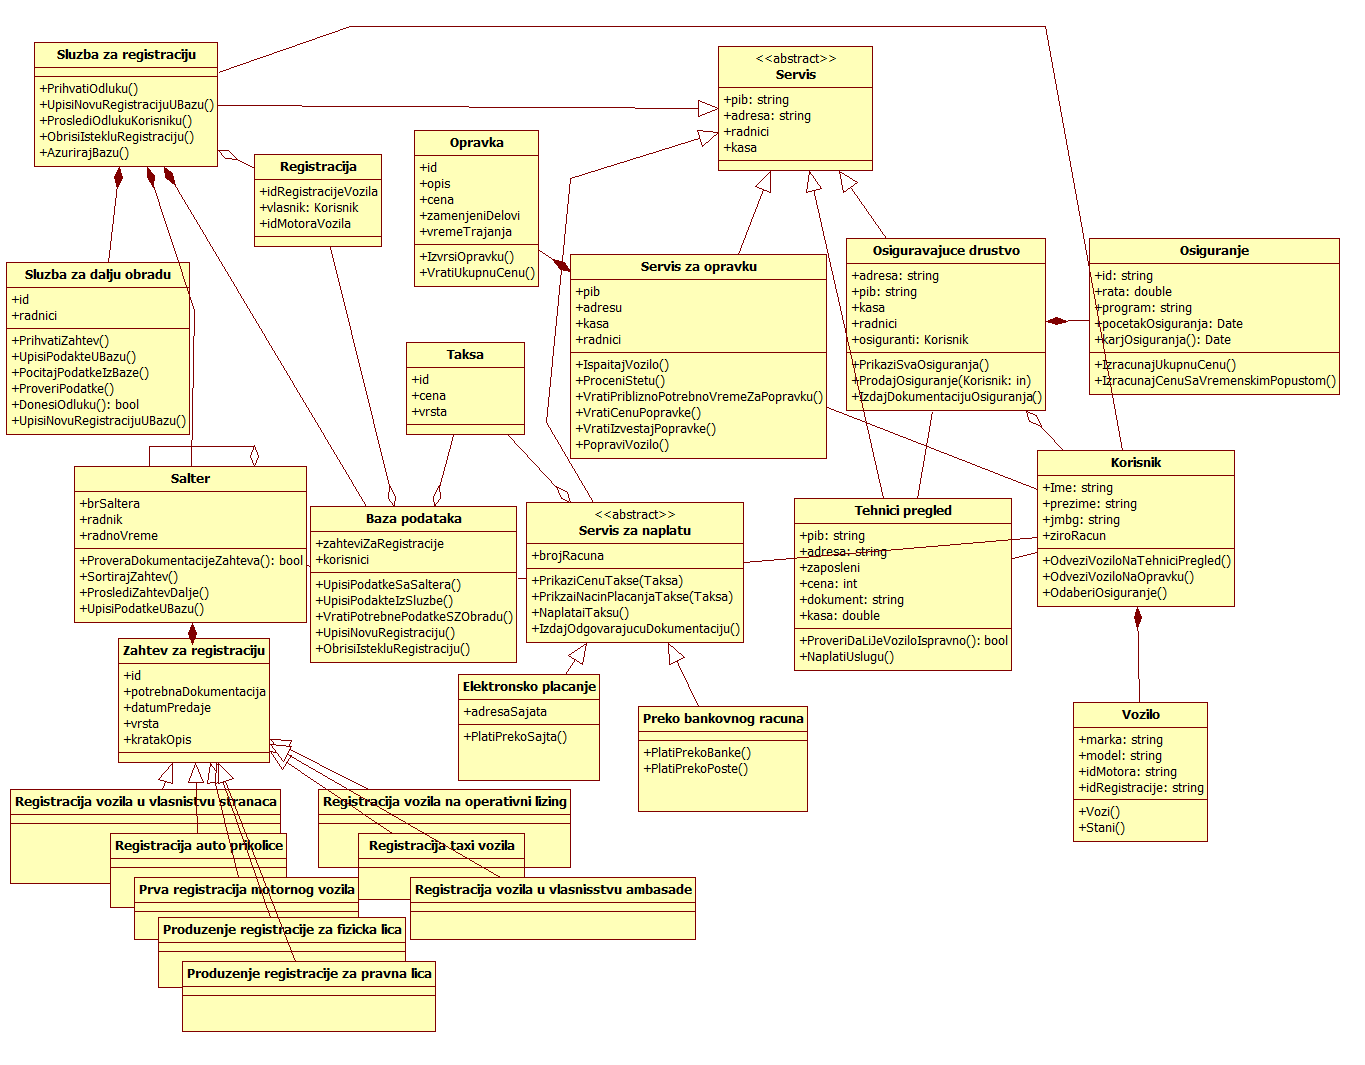 Sluzba za registraciju
+PrihvatiOdluku()
+UpisiNovuRegistracijuUBazu()
+ProslediOdlukuKorisniku()
+ObrisiIstekluRegistraciju()
+AzurirajBazu()
<<abstract>>
Servis
+pib: string
+adresa: string
+radnici
+kasa
Opravka
+id
+opis
+cena
+zamenjeniDelovi
+vremeTrajanja
+IzvrsiOpravku()
+VratiUkupnuCenu()
Registracija
+idRegistracijeVozila
+vlasnik: Korisnik
+idMotoraVozila
Sluzba za dalju obradu
+id
+radnici
+PrihvatiZahtev()
+UpisiPodakteUBazu()
+PocitajPodatkeIzBaze()
+ProveriPodatke()
+DonesiOdluku(): bool
+UpisiNovuRegistracijuUBazu()
Servis za opravku
+pib
+adresu
+kasa
+radnici
+IspaitajVozilo()
+ProceniStetu()
+VratiPribliznoPotrebnoVremeZaPopravku()
+VratiCenuPopravke()
+VratiIzvestajPopravke()
+PopraviVozilo()
Osiguravajuce drustvo
+adresa: string
+pib: string
+kasa
+radnici
+osiguranti: Korisnik
+PrikaziSvaOsiguranja()
+ProdajOsiguranje(Korisnik: in)
+IzdajDokumentacijuOsiguranja()
Osiguranje
+id: string
+rata: double
+program: string
+pocetakOsiguranja: Date
+karjOsiguranja(): Date
+IzracunajUkupnuCenu()
+IzracunajCenuSaVremenskimPopustom()
Taksa
+id
+cena
+vrsta
Salter
+brSaltera
+radnik
+radnoVreme
+ProveraDokumentacijeZahteva(): bool
+SortirajZahtev()
+ProslediZahtevDalje()
+UpisiPodatkeUBazu()
Baza podataka
+zahteviZaRegistracije
+korisnici
+UpisiPodatkeSaSaltera()
+UpisiPodakteIzSluzbe()
+VratiPotrebnePodatkeSZObradu()
+UpisiNovuRegistraciju()
+ObrisiIstekluRegistraciju()
<<abstract>>
Servis za naplatu
+brojRacuna
+PrikaziCenuTakse(Taksa)
+PrikzaiNacinPlacanjaTakse(Taksa)
+NaplataiTaksu()
+IzdajOdgovarajucuDokumentaciju()
Tehnici pregled
+pib: string
+adresa: string
+zaposleni
+cena: int
+dokument: string
+kasa: double
+ProveriDaLiJeVoziloIspravno(): bool
+NaplatiUslugu()
Korisnik
+Ime: string
+prezime: string
+jmbg: string
+ziroRacun
+OdveziVoziloNaTehniciPregled()
+OdveziVoziloNaOpravku()
+OdaberiOsiguranje()
Zahtev za registraciju
+id
+potrebnaDokumentacija
+datumPredaje
+vrsta
+kratakOpis
Elektronsko placanje
+adresaSajata
+PlatiPrekoSajta()
Preko bankovnog racuna
+PlatiPrekoBanke()
+PlatiPrekoPoste()
Vozilo
+marka: string
+model: string
+idMotora: string
+idRegistracije: string
+Vozi()
+Stani()
Registracija vozila u vlasnistvu stranaca
Registracija vozila na operativni lizing
Registracija auto prikolice
Registracija taxi vozila
Prva registracija motornog vozila
Registracija vozila u vlasnisstvu ambasade
Produzenje registracije za fizicka lica
Produzenje registracije za pravna lica